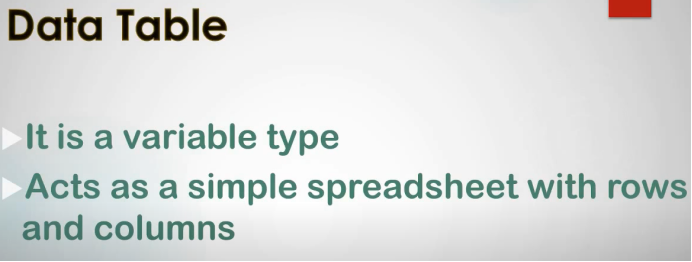 Data Table
It is a variable type
Acts as a simple spreadsheet with rows
and columns